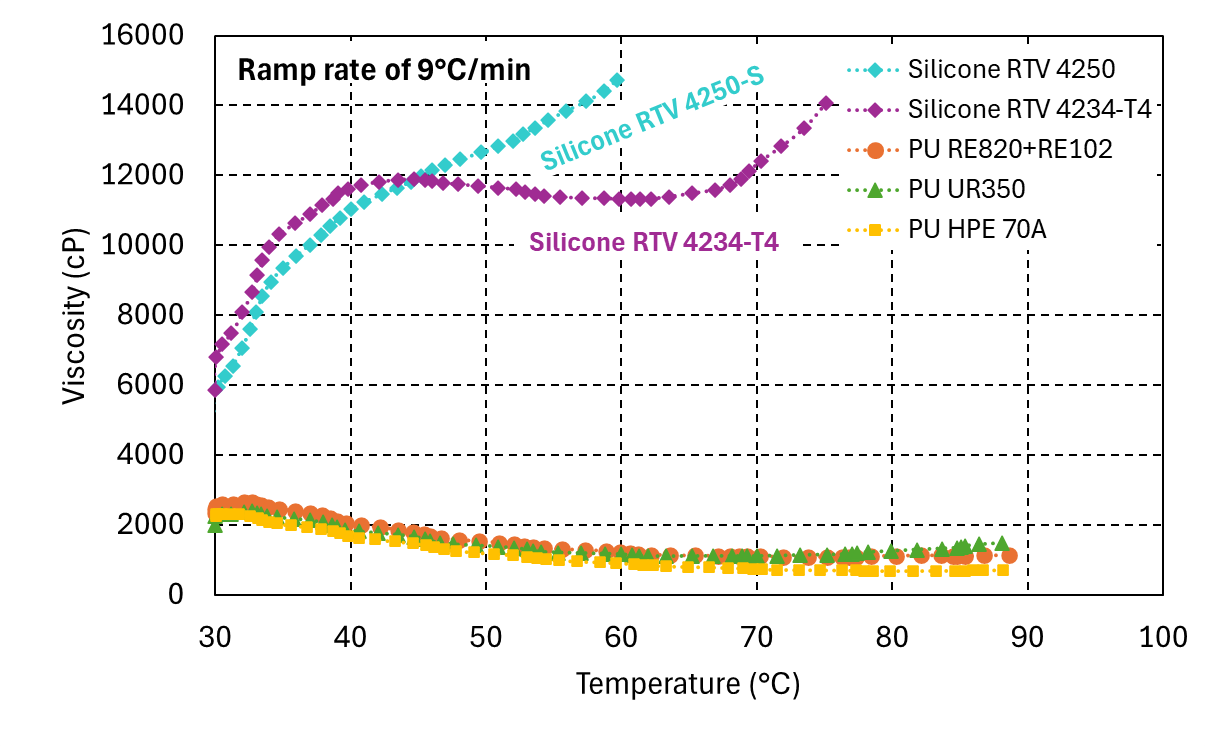 16000
14000
12000
10000
8000
6000
4000
2000
0
Viscosity (cP)
Ramp rate of 9°C/min
Silicone RTV 4250-S
Silicone RTV 4234-T4
Silicone RTV 4250
Silicone RTV 4234-T4
PU RE820+RE102
PU UR350
PU HPE 70A
30 40 50 60 70 80 90 100
Temperature (°C)